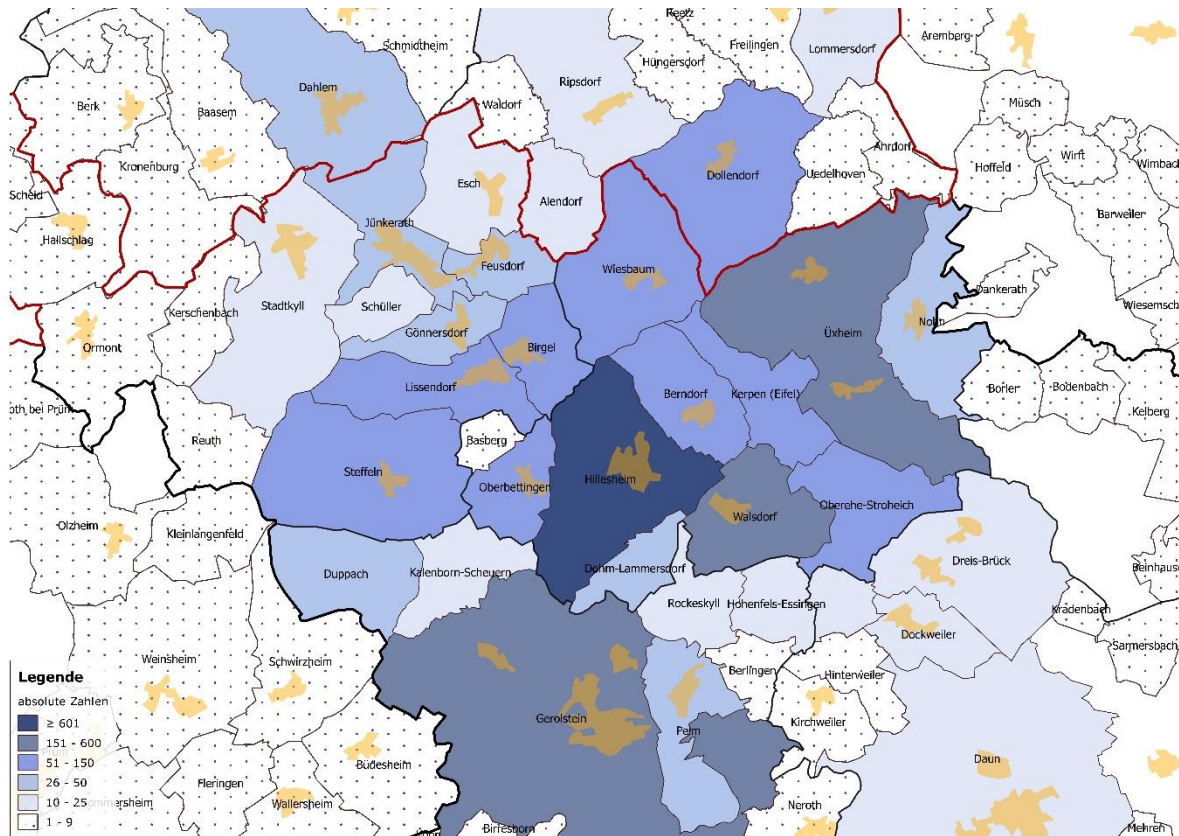 Reetz
Aremberg
Schmidtheim
Freilingen
Lommersdorf
Hüngersdorf
Ripsdorf
Dahlem
Waldorf
Müsch
Berk
Baasem
Ahrdorf
Wirft
Hoffeld
Wimbac
Kronenburg
Dollendorf
Uedelhoven
Esch
Scheid
Alendorf
Barweiler
Jünkerath
Hallschlag
Feusdorf
Wiesbaum
Dankerath
Stadtkyll
Schüller
Wiesemsch
Kerschenbach
Üxheim
Gönnersdorf
Ormont
Birgel
Lissendorf
Berndorf
Kerpen (Eifel)
Borler
Bodenbach
oth bei Prüm
Kelberg
Reuth
Basberg
Steffeln
Hillesheim
Oberbettingen
Oberehe-Stroheich
Walsdorf
Olzheim
Kleinlangenfeld
Dreis-Brück
Duppach
Kalenborn-Scheuern
Dohm-Lammersdorf
Beinhause
Rockeskyll
Hohenfels-Essingen
Kradenbach
Dockweiler
Sarmersbach
Weinsheim
Schwirzheim
Berlingen
Hinterweiler
Gerolstein
Kirchweiler
Pelm
Daun
Büdesheim
Fleringen
Wallersheim
Neroth
Birresborn
Mehren
Legende
absolute Zahlen
≥ 601
151 - 600
51 - 150
26 - 50
10 - 25
1 - 9